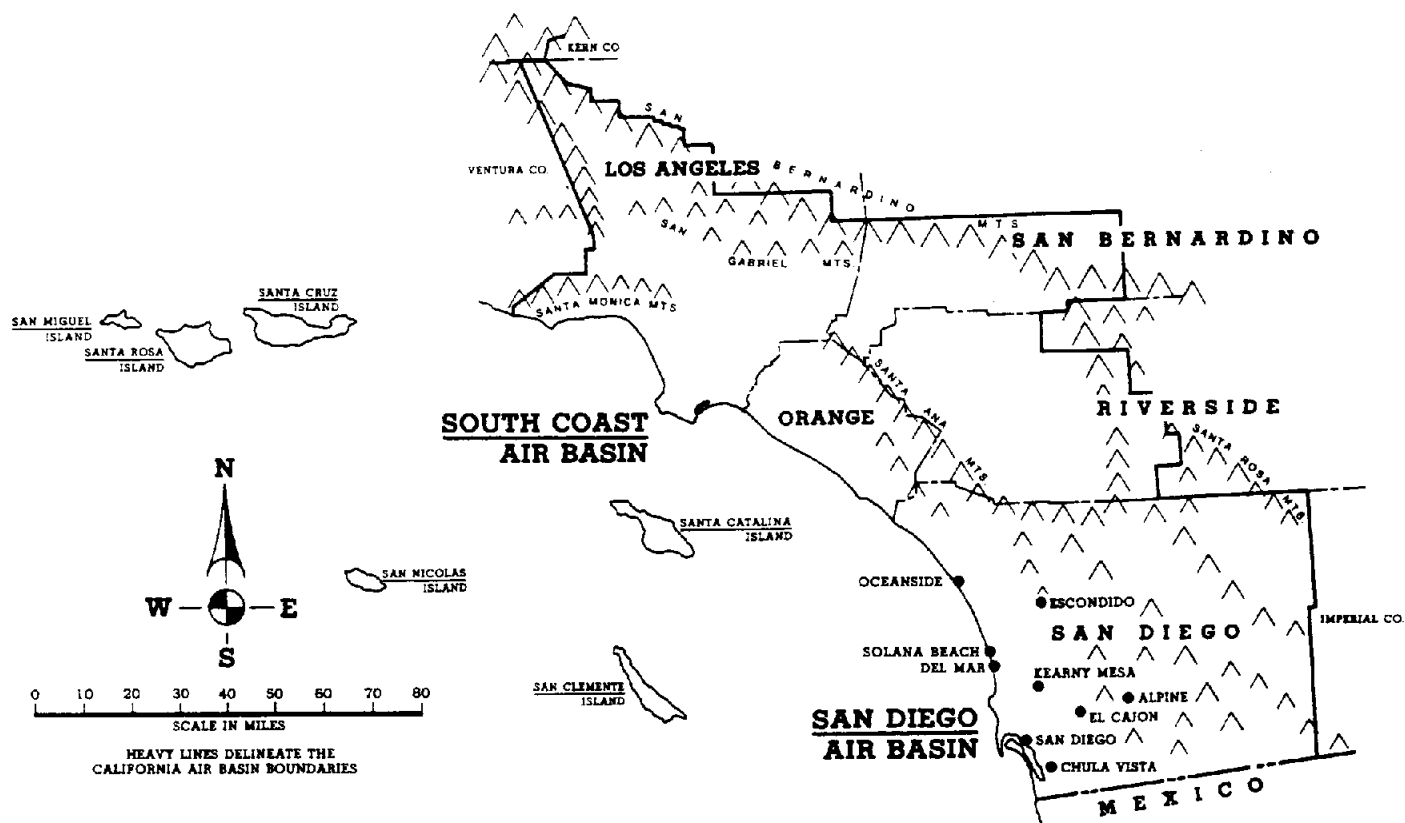 KERN CO
SAN
BERNARDINO
MTS
VENTURA CO.
LOS ANGELES
SAN
GABRIEL MTS.
SAN BERNARDINO
SANTA MONICA MTS
SANTA CRUZ
ISLAND
SAN MIGUEL
ISLAND
SANTA ROSA
ISLAND
SOUTH COAST
AIR BASIN
ORANGE
SANTA
ANA
MTS
RIVERSIDE
SANTA
ROSA
MTS
N
W E
S
SANTA CATALINA
ISLAND
SAN NICOLAS
ISLAND
OCEANSIDE
ESCONDIDO
SAN DIEGO
IMPERIAL CO.
SOLANA BEACH
DEL MAR
KEARNY MESA
ALPINE
EL CAJON
SAN CLEMENTE
ISLAND
SAN DIEGO
AIR BASIN
SAN DIEGO
CHULA VISTA
MEXICO
0 10 20 30 40 50 60 70 80
SCALE IN MILES
HEAVY LINES DELINEATE THE
CALIFORNIA AIR BASIN BOUNDARIES